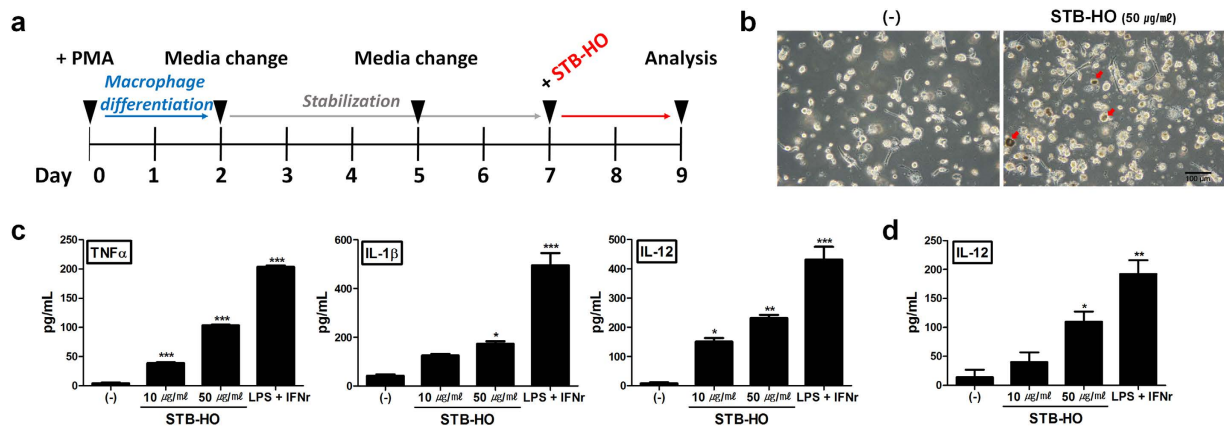 a
+ PMA
Media change
Media change
+ STB-HO
Analysis
Macrophage
differentiation
Stabilization
Day 0 1 2 3 4 5 6 7 8 9
b
(-)
STB-HO (50 ㎍/㎖)
100 μm
c
TNFα
pg/mL
250
200
150
100
50
0
***
***
***
(-)
10 ㎍/㎖
50 ㎍/㎖
LPS + IFNr
STB-HO
IL-1β
pg/mL
600
400
200
0
*
***
(-)
10 ㎍/㎖
50 ㎍/㎖
LPS + IFNr
STB-HO
IL-12
pg/mL
500
400
300
200
100
0
*
**
***
(-)
10 ㎍/㎖
50 ㎍/㎖
LPS + IFNr
STB-HO
d
IL-12
pg/mL
250
200
150
100
50
0
*
**
(-)
10 ㎍/㎖
50 ㎍/㎖
LPS + IFNr
STB-HO